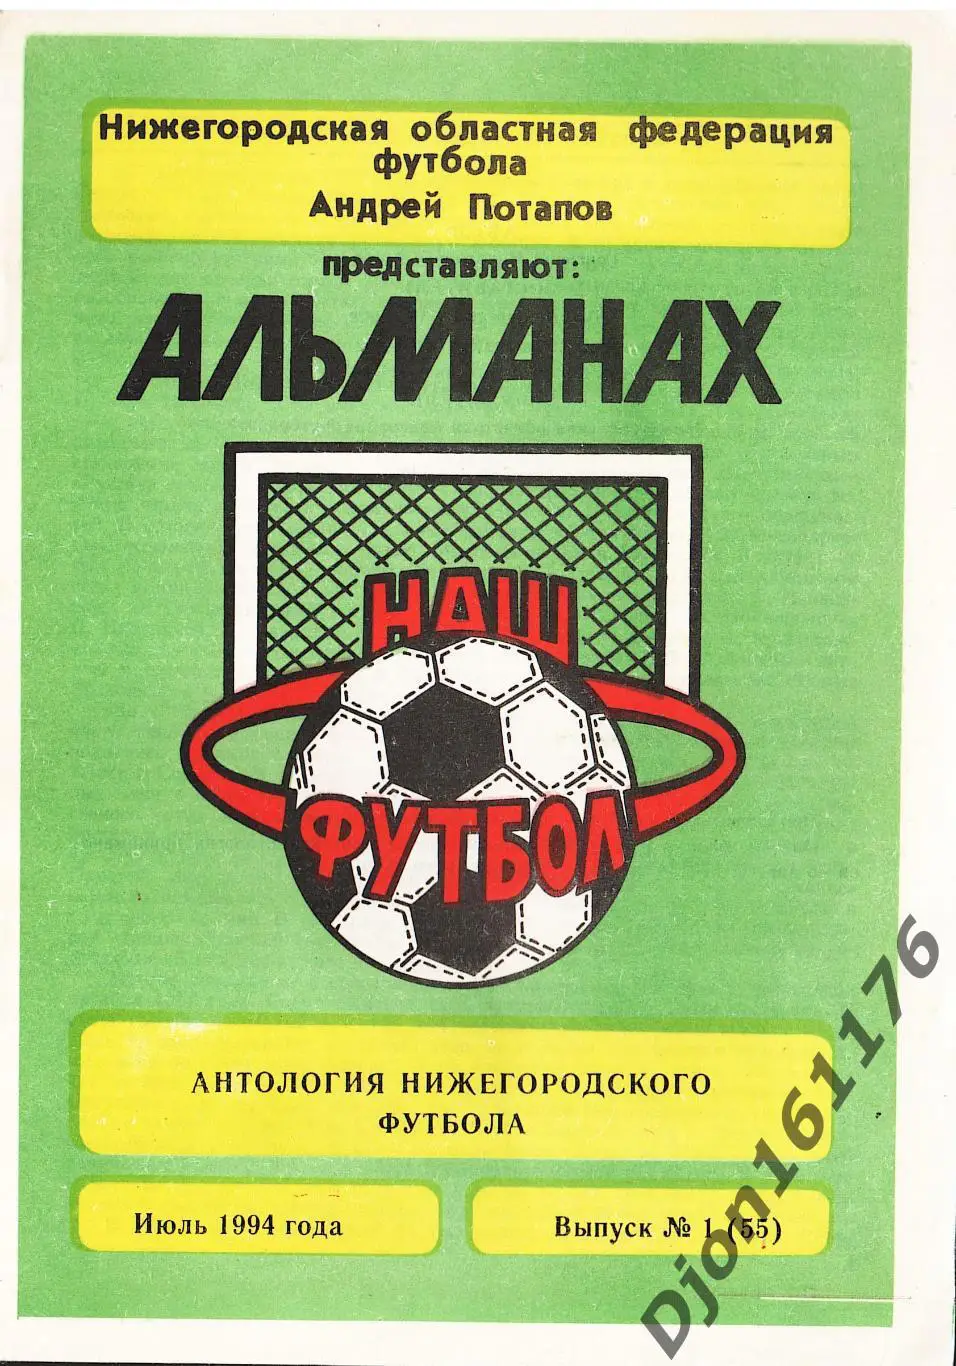 Нижегородская областная федерация
футбола
Андрей Потапов
представляют:
АЛЬМАНАХ
НАШ
ФУТБОЛ
АНТОЛОГИЯ НИЖЕГОРОДСКОГО
ФУТБОЛА
Июль 1994 года
Выпуск № 1 (55)
Djon161176